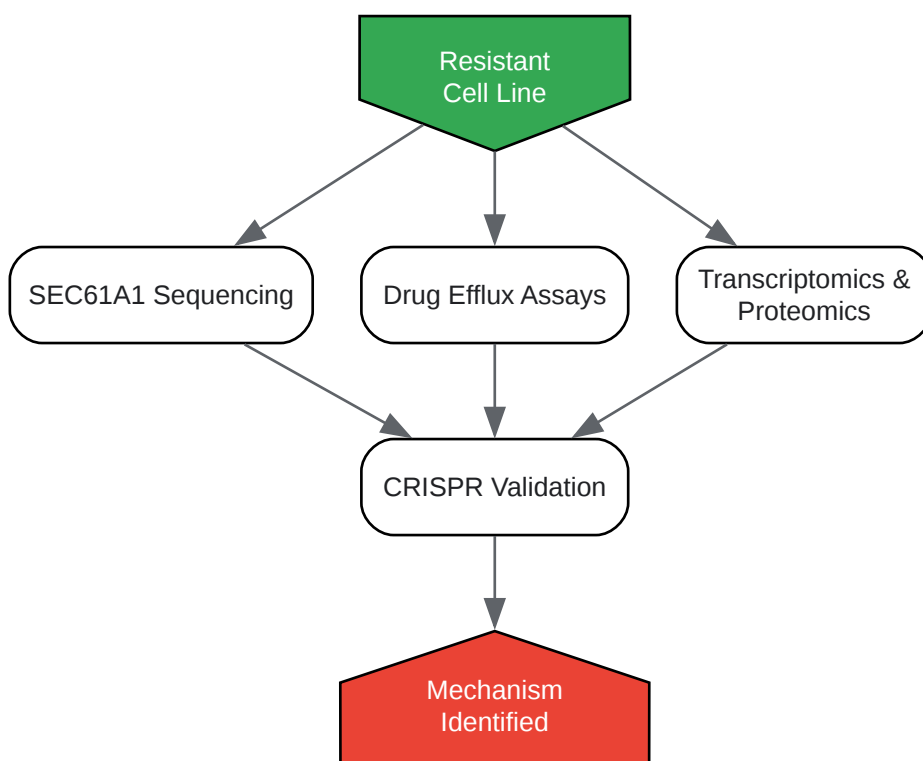 Resistant
Cell Line
SEC61A1 Sequencing
Drug Efflux Assays
Transcriptomics &
Proteomics
CRISPR Validation
Mechanism
Identified